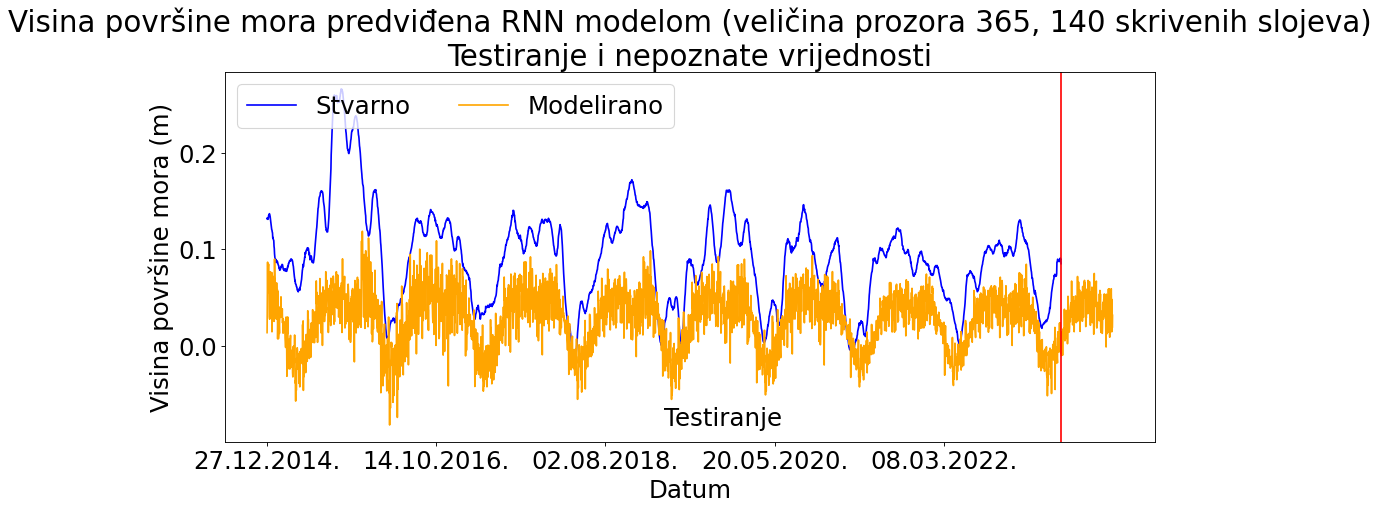 Visina površine mora predviđena RNN modelom (veličina prozora 365, 140 skrivenih slojeva)
Testiranje i nepoznate vrijednosti
Stvarno
Modelirano
Visina površine mora (m)
0.2
0.1
0.0
Testiranje
27.12.2014.
14.10.2016.
02.08.2018.
20.05.2020.
08.03.2022.
Datum